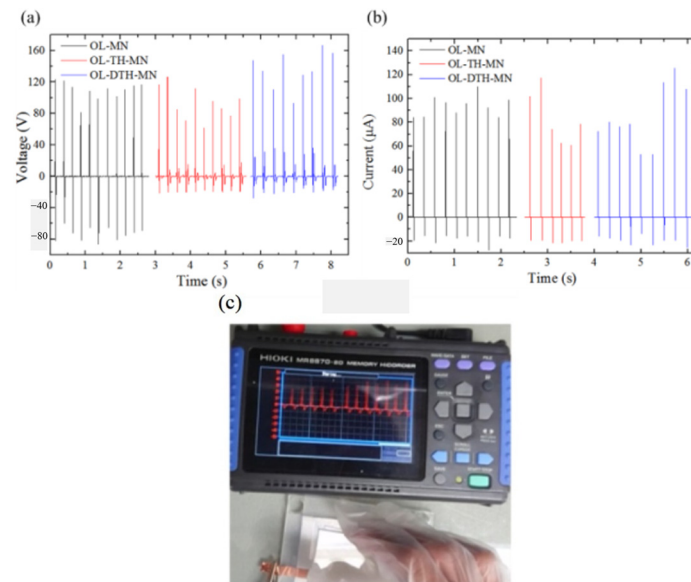 (a)
OL-MN
OL-TH-MN
OL-DTH-MN
160
120
80
40
0
−40
−80
Voltage (V)
0 1 2 3 4 5 6 7 8
Time (s)
(b)
OL-MN
OL-TH-MN
OL-DTH-MN
140
120
100
80
60
40
20
0
−20
Current (µA)
0 1 2 3 4 5 6
Time (s)
(c)
HIOKI MR8870-20 MEMORY HiCORDER